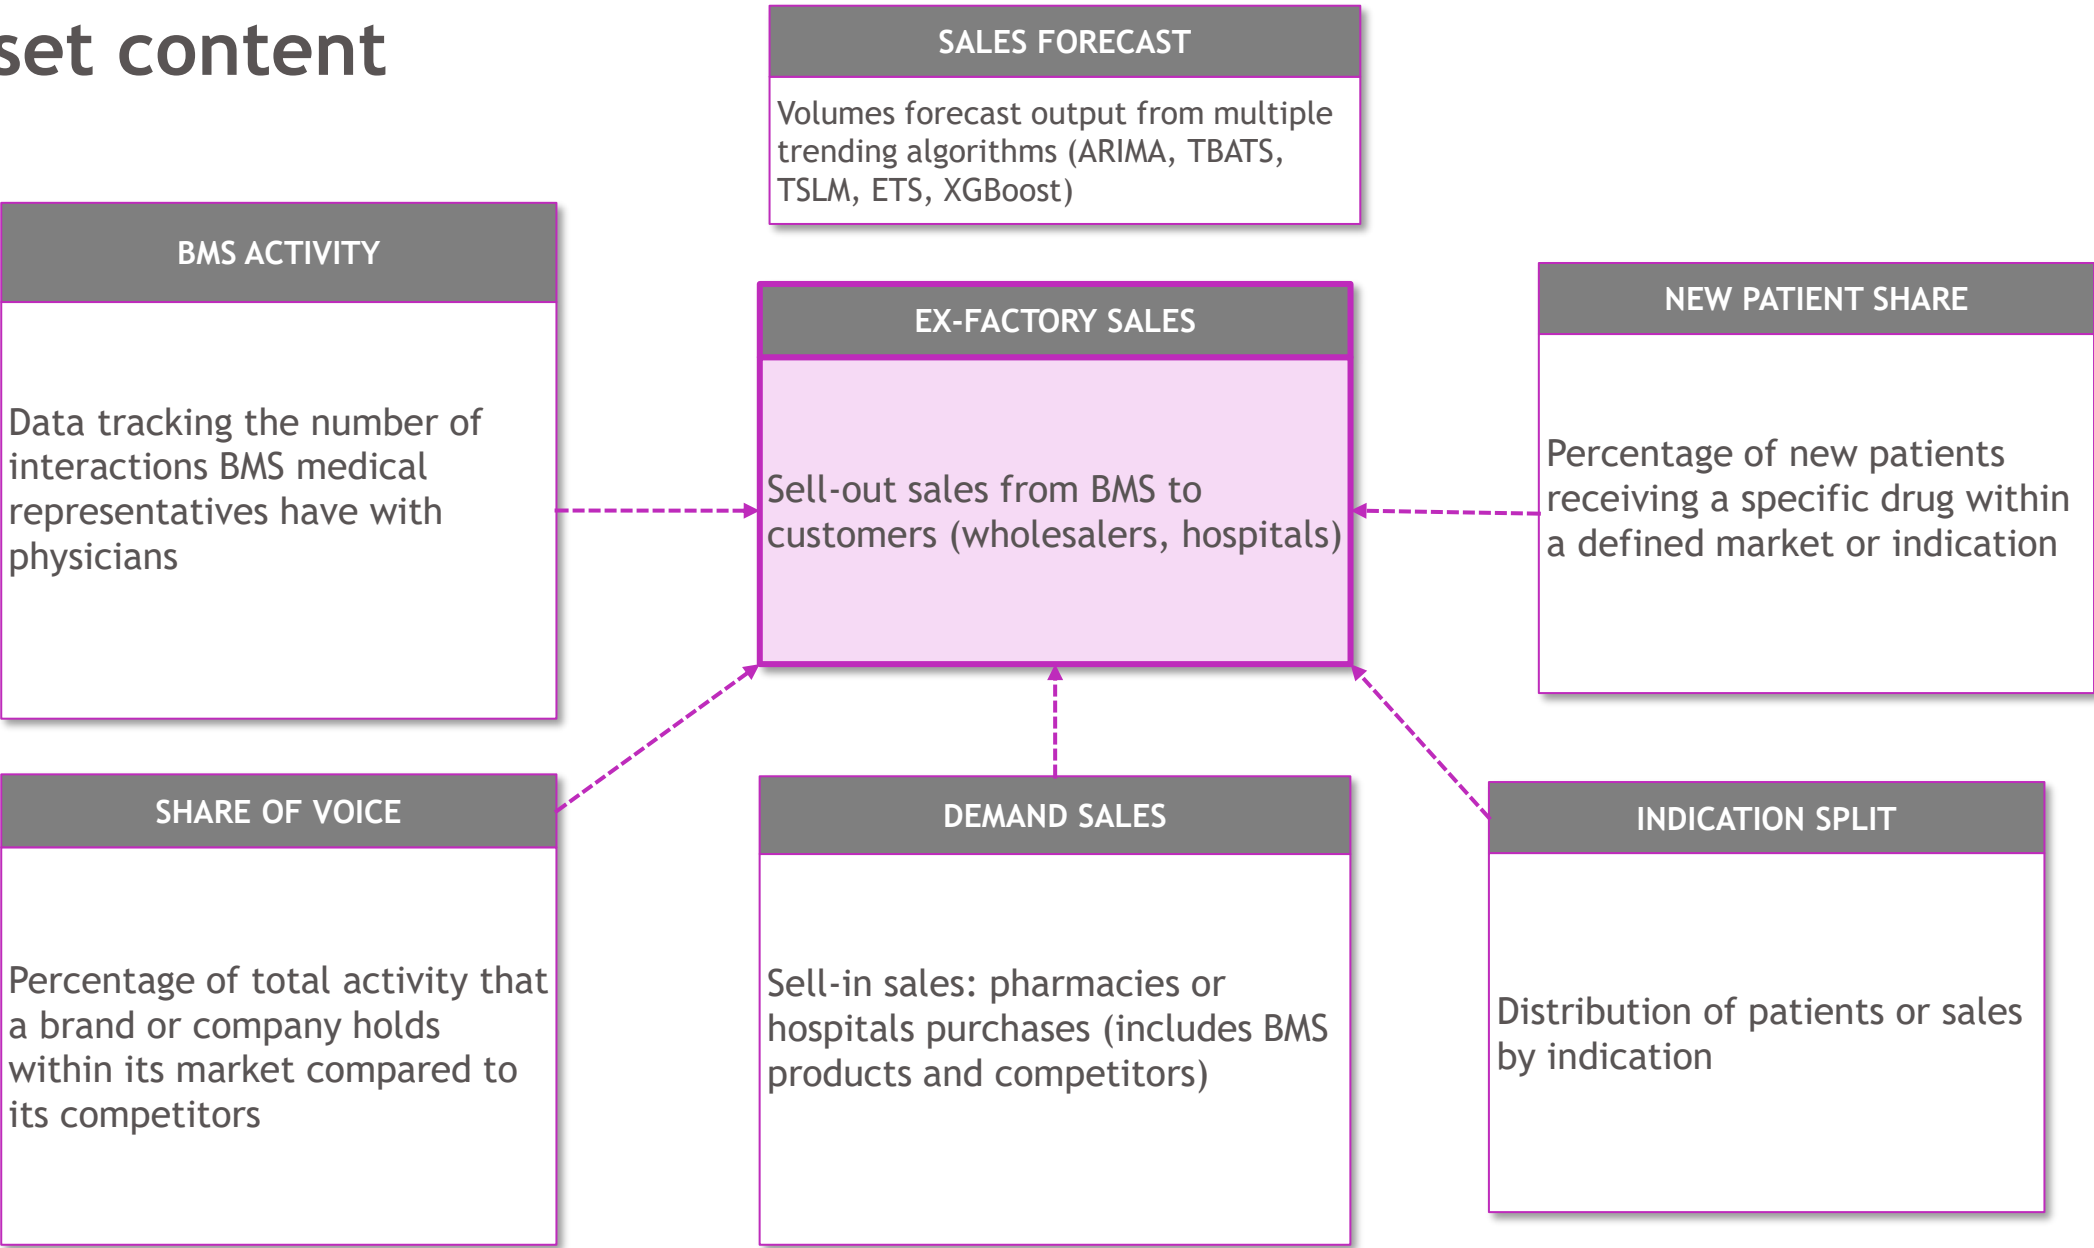 set content
SALES FORECAST
Volumes forecast output from multiple
trending algorithms (ARIMA, TBATS,
TSLM, ETS, XGBoost)
BMS ACTIVITY
Data tracking the number of
interactions BMS medical
representatives have with
physicians
EX-FACTORY SALES
Sell-out sales from BMS to
customers (wholesalers, hospitals)
NEW PATIENT SHARE
Percentage of new patients
receiving a specific drug within
a defined market or indication
SHARE OF VOICE
Percentage of total activity that
a brand or company holds
within its market compared to
its competitors
DEMAND SALES
Sell-in sales: pharmacies or
hospitals purchases (includes BMS
products and competitors)
INDICATION SPLIT
Distribution of patients or sales
by indication